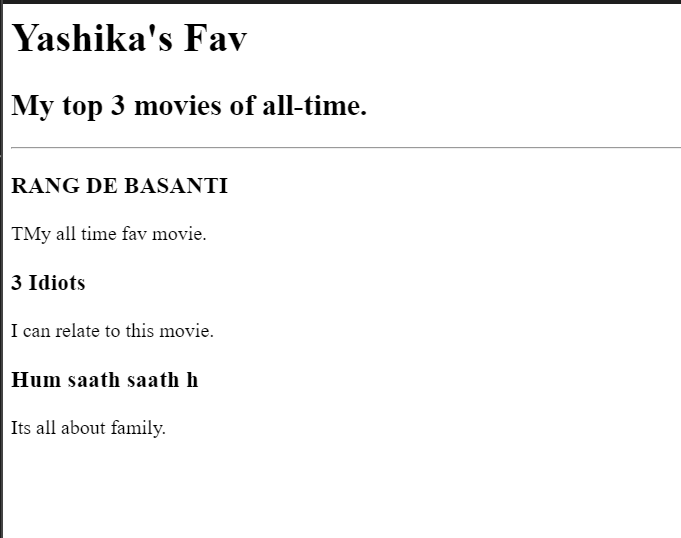 Yashika's Fav
My top 3 movies of all-time.
RANG DE BASANTI
TMy all time fav movie.
3 Idiots
I can relate to this movie.
Hum saath saath h
Its all about family.